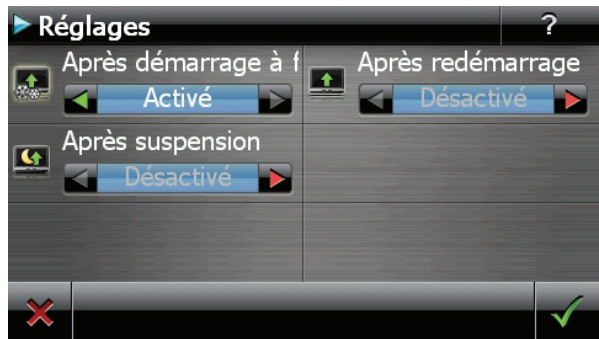 Réglages ?
Après démarrage à f
Activé
Après redémarrage
Désactivé
Après suspension
Désactivé